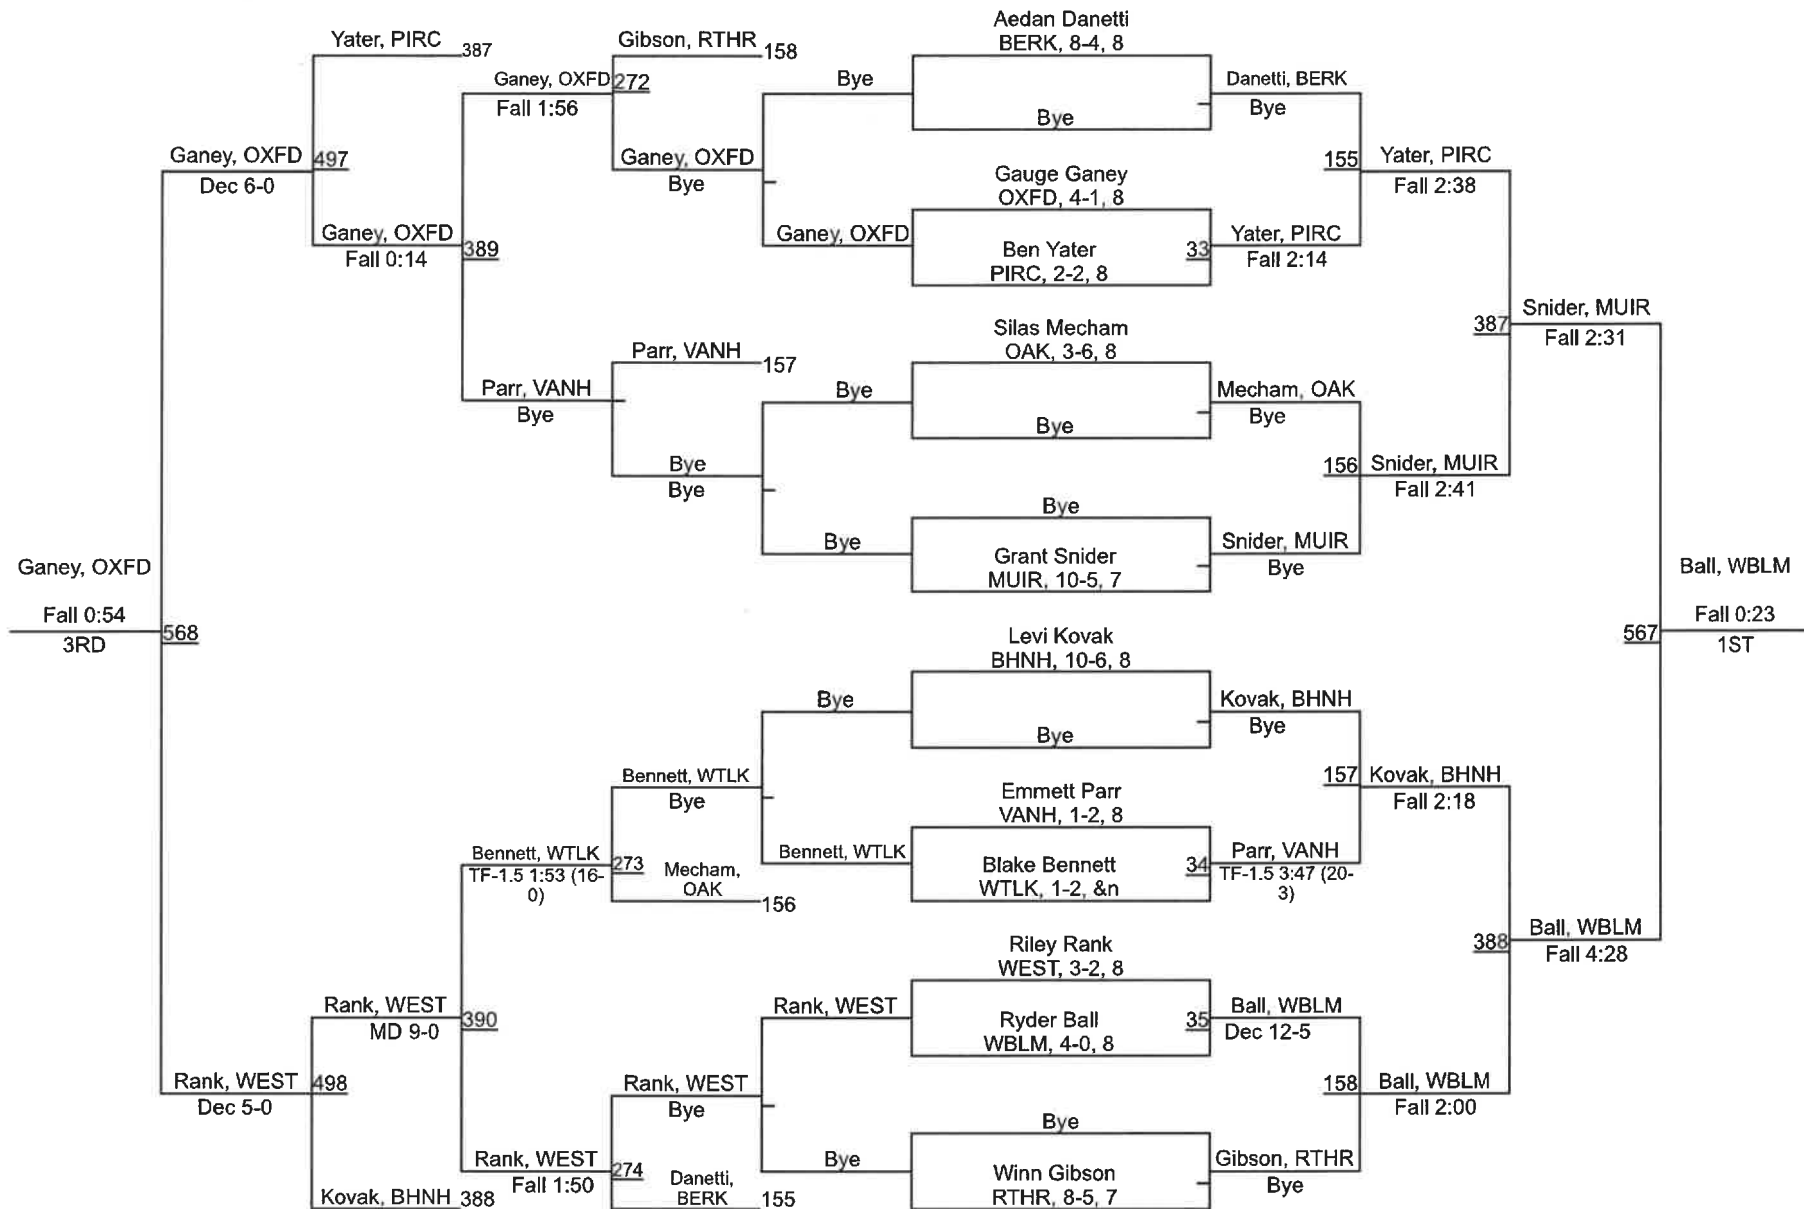 Aedan Danetti
BERK, 8-4, 8
Yater, PIRC
387
Gibson, RTHR
158
Ganey, OXFD
272
Fall 1:56
Bye
Bye
Danetti, BERK
Bye
Ganey, OXFD
497
Dec 6-0
Ganey, OXFD
Bye
Gauge Ganey
OXFD, 4-1, 8
155
Yater, PIRC
Fall 2:38
Ganey, OXFD
389
Fall 0:14
Ganey, OXFD
Ben Yater
PIRC, 2-2, 8
33
Yater, PIRC
Fall 2:14
Snider, MUIR
387
Fall 2:31
Silas Mecham
OAK, 3-6, 8
Parr, VANH
157
Parr, VANH
Bye
Bye
Bye
Mecham, OAK
Bye
Bye
Bye
156
Snider, MUIR
Fall 2:41
Bye
Bye
Grant Snider
MUIR, 10-5, 7
Snider, MUIR
Bye
Ganey, OXFD
Fall 0:54
3RD
568
Ball, WBLM
Fall 0:23
1ST
567
Levi Kovak
BHNH, 10-6, 8
Bye
Bye
Kovak, BHNH
Bye
Bennett, WTLK
Bye
Emmett Parr
VANH, 1-2, 8
157
Kovak, BHNH
Fall 2:18
Bennett, WTLK
TF-1.5 1:53 (16-
0)
273
Mecham,
OAK
156
Bennett, WTLK
Blake Bennett
WTLK, 1-2, &n
34
Parr, VANH
TF-1.5 3:47 (20-
3)
Riley Rank
WEST, 3-2, 8
388
Ball, WBLM
Fall 4:28
Rank, WEST
390
MD 9-0
Rank, WEST
Ryder Ball
WBLM, 4-0, 8
35
Ball, WBLM
Dec 12-5
Rank, WEST
498
Dec 5-0
Rank, WEST
Bye
158
Ball, WBLM
Fall 2:00
Bye
Rank, WEST
274
Fall 1:50
Bye
Winn Gibson
RTHR, 8-5, 7
Gibson, RTHR
Bye
Kovak, BHNH
388
Danetti,
BERK
155